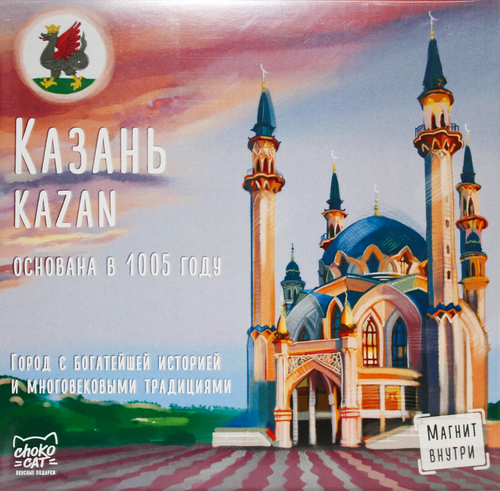 Казань
KAZAN
ОСНОВАНА В 1005 ГОДУ
Город с богатейшей историей
и многовековыми традициями
CHOKO
CAT
ВКУСНЫЕ ПОДАРКИ
Магнит
внутри